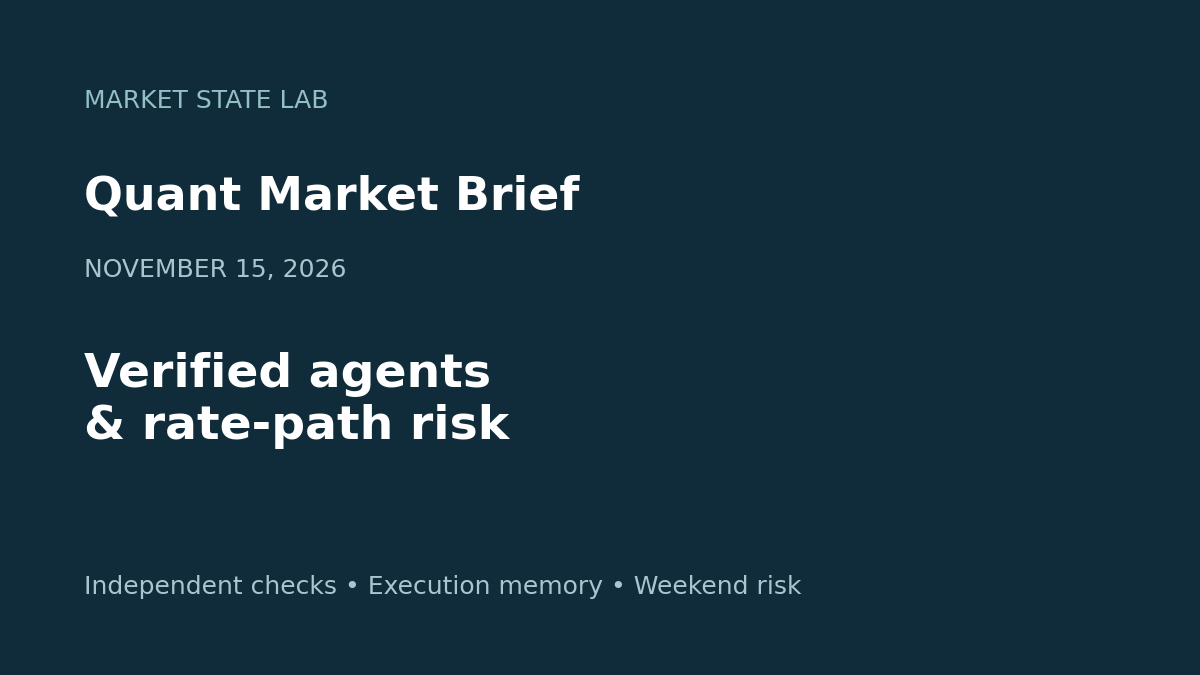 MARKET STATE LAB
Quant Market Brief
NOVEMBER 15, 2026
Verified agents
& rate-path risk
Independent checks • Execution memory • Weekend risk